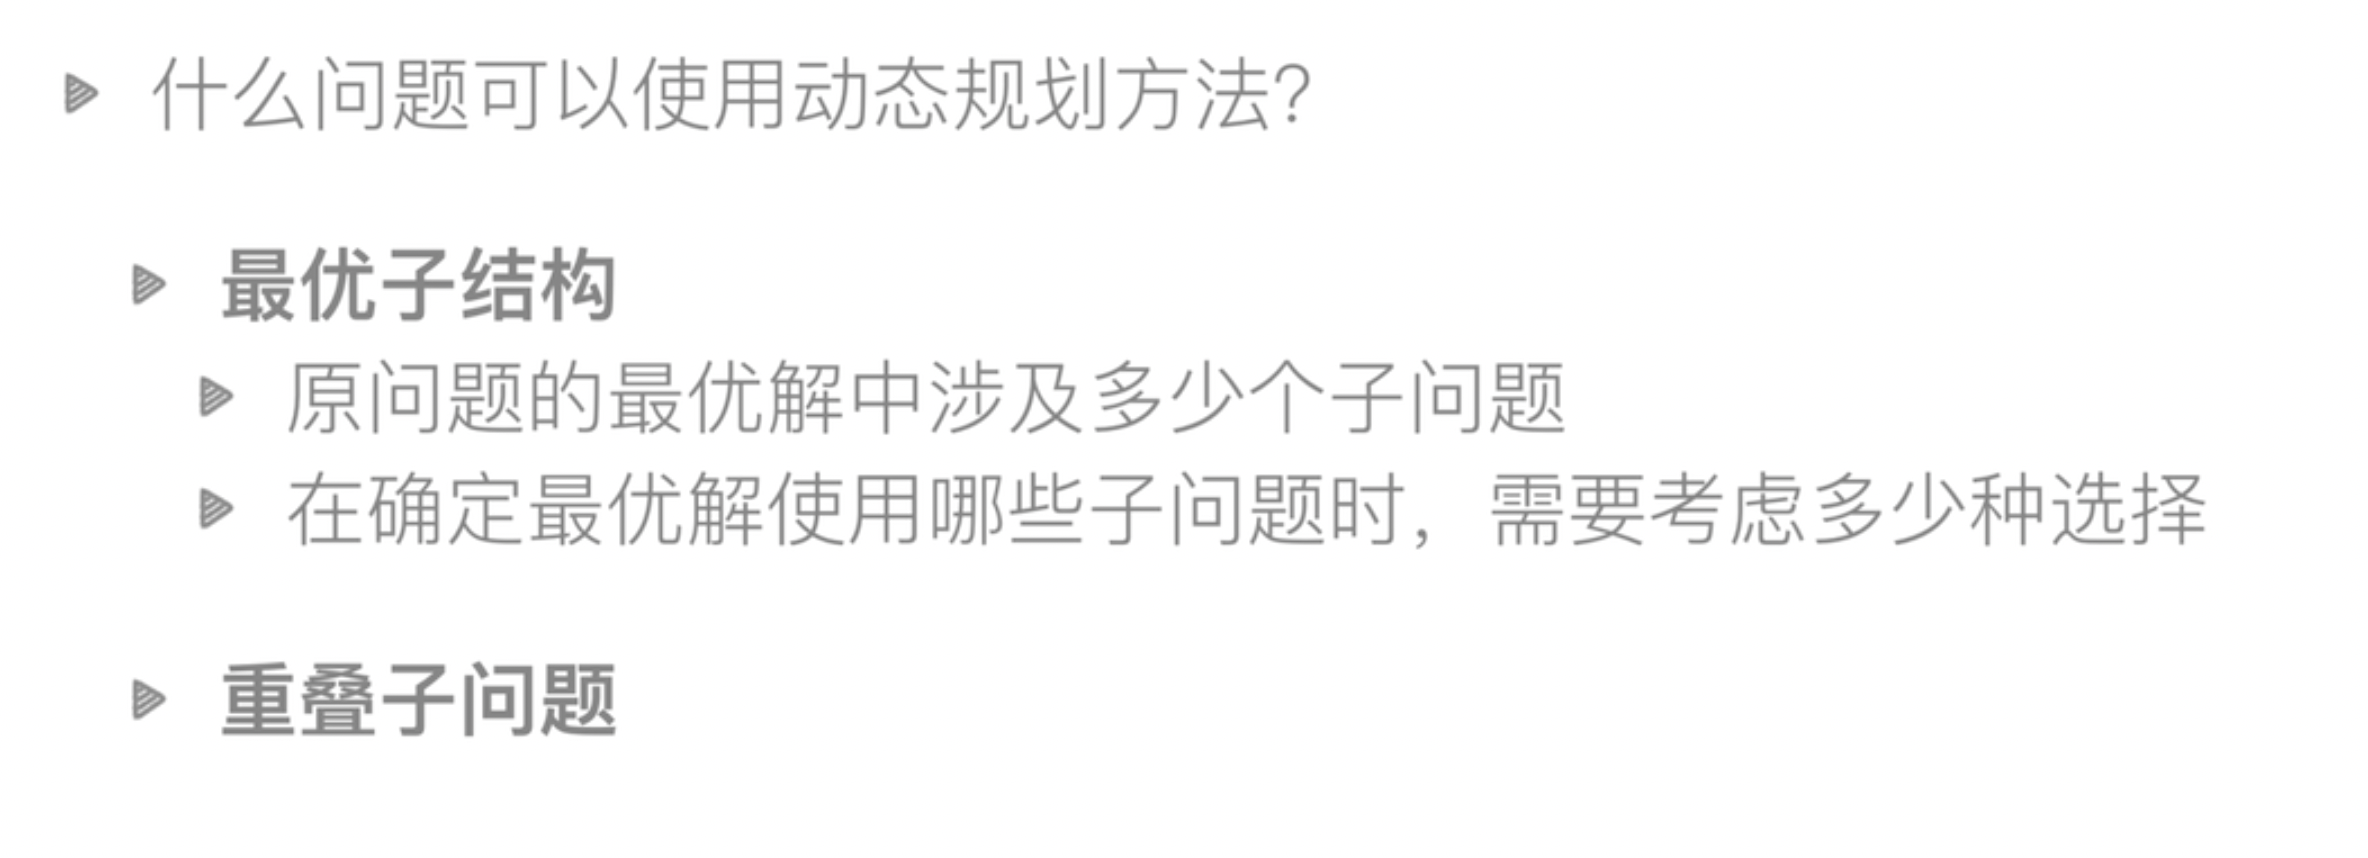 什么问题可以使用动态规划方法?
最优子结构
原问题的最优解中涉及多少个子问题
在确定最优解使用哪些子问题时，需要考虑多少种选择
重叠子问题